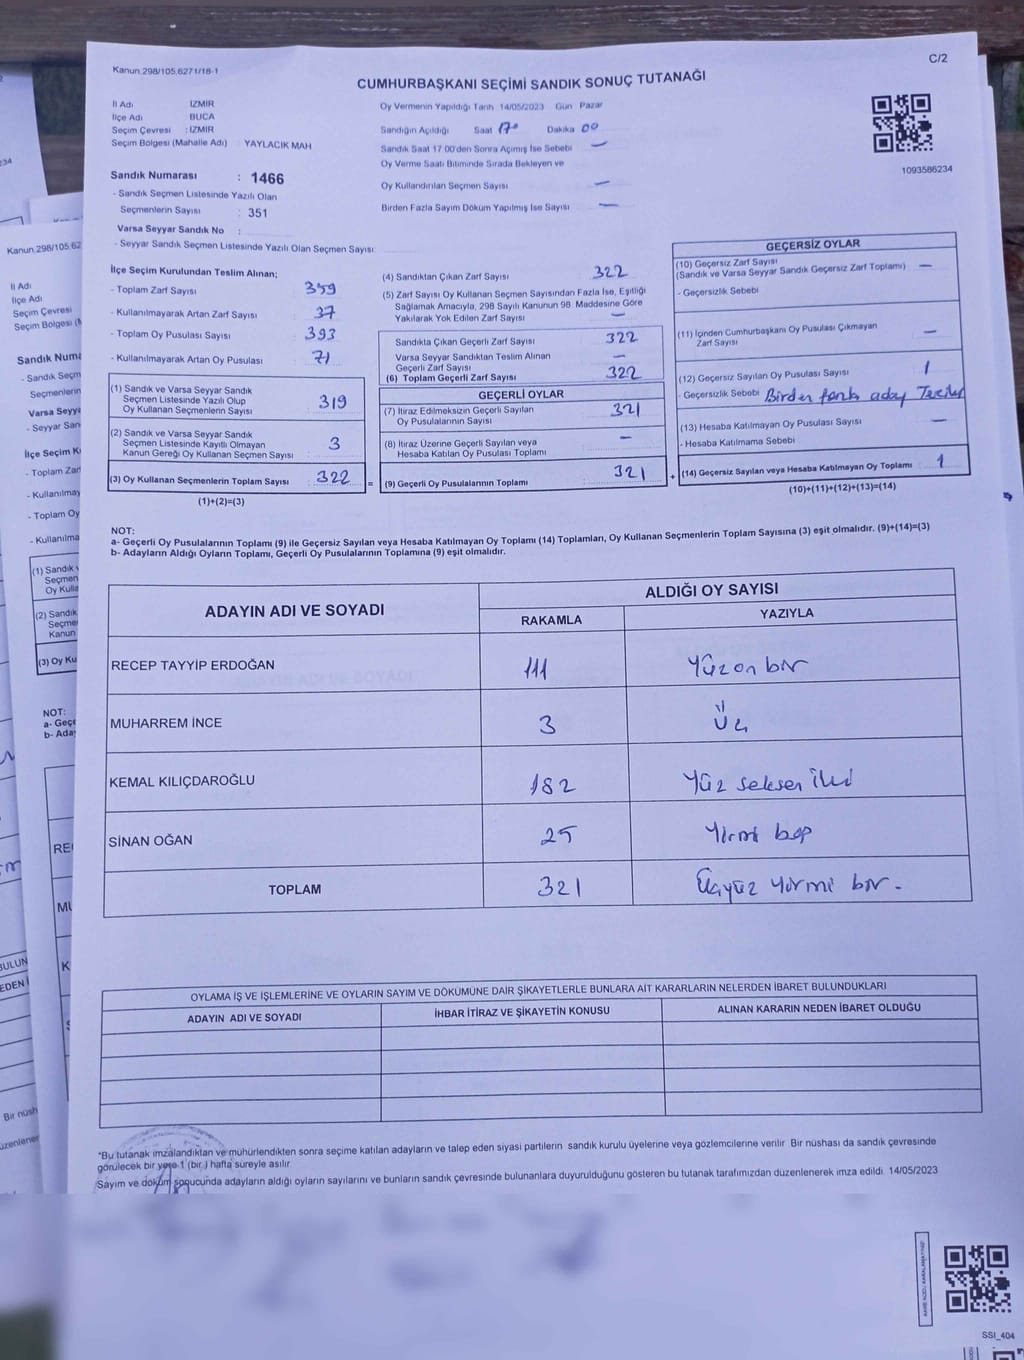 Kanun.298/105.6271/18-1
C/2
CUMHURBAŞKANI SEÇİMİ SANDIK SONUÇ TUTANAĞI
İl Adı İZMİR
İlçe Adı BUCA
Seçim Çevresi : İZMİR
Seçim Bölgesi (Mahalle Adı) YAYLACIK MAH
Sandık Numarası : 1466
- Sandık Seçmen Listesinde Yazılı Olan
Seçmenlerin Sayısı : 351
Varsa Seyyar Sandık No :
- Seyyar Sandık Seçmen Listesinde Yazılı Olan Seçmen Sayısı:
Oy Vermenin Yapıldığı Tarih 14/05/2023 Gün Pazar
Sandığın Açıldığı Saat 17 Dakika 00
Sandık Saat 17.00'den Sonra Açımış İse Sebebi —
Oy Verme Saati Bitiminde Sırada Bekleyen ve
Oy Kullandırılan Seçmen Sayısı —
Birden Fazla Sayım Döküm Yapılmış İse Sayısı —
1093586234
İlçe Seçim Kurulundan Teslim Alınan;
- Toplam Zarf Sayısı : 359
- Kullanılmayarak Artan Zarf Sayısı : 37
- Toplam Oy Pusulası Sayısı : 393
- Kullanılmayarak Artan Oy Pusulası : 71
(1) Sandık ve Varsa Seyyar Sandık
Seçmen Listesinde Yazılı Olup
Oy Kullanan Seçmenlerin Sayısı : 319
(2) Sandık ve Varsa Seyyar Sandık
Seçmen Listesinde Kayıtlı Olmayan
Kanun Gereği Oy Kullanan Seçmen Sayısı : 3
(3) Oy Kullanan Seçmenlerin Toplam Sayısı : 322
(1)+(2)=(3)
=
(4) Sandıktan Çıkan Zarf Sayısı 322
(5) Zarf Sayısı Oy Kullanan Seçmen Sayısından Fazla İse, Eşitliği
Sağlamak Amacıyla, 298 Sayılı Kanunun 98. Maddesine Göre
Yakılarak Yok Edilen Zarf Sayısı —
Sandıkta Çıkan Geçerli Zarf Sayısı 322
Varsa Seyyar Sandıktan Teslim Alınan
Geçerli Zarf Sayısı —
(6) Toplam Geçerli Zarf Sayısı 322
GEÇERLİ OYLAR
(7) İtiraz Edilmeksizin Geçerli Sayılan
Oy Pusulalarının Sayısı 321
(8) İtiraz Üzerine Geçerli Sayılan veya
Hesaba Katılan Oy Pusulası Toplamı —
(9) Geçerli Oy Pusulalarının Toplamı 321
+
GEÇERSİZ OYLAR
(10) Geçersiz Zarf Sayısı
(Sandık ve Varsa Seyyar Sandık Geçersiz Zarf Toplamı) —
- Geçersizlik Sebebi
(11) İçinden Cumhurbaşkanı Oy Pusulası Çıkmayan
Zarf Sayısı —
(12) Geçersiz Sayılan Oy Pusulası Sayısı 1
- Geçersizlik Sebebi Birden fazla aday
(13) Hesaba Katılmayan Oy Pusulası Sayısı —
- Hesaba Katılmama Sebebi
(14) Geçersiz Sayılan veya Hesaba Katılmayan Oy Toplamı 1
(10)+(11)+(12)+(13)=(14)
NOT:
a- Geçerli Oy Pusulalarının Toplamı (9) ile Geçersiz Sayılan veya Hesaba Katılmayan Oy Toplamı (14) Toplamları, Oy Kullanan Seçmenlerin Toplam Sayısına (3) eşit olmalıdır. (9)+(14)=(3)
b- Adayların Aldığı Oyların Toplamı, Geçerli Oy Pusulalarının Toplamına (9) eşit olmalıdır.
ADAYIN ADI VE SOYADI
ALDIĞI OY SAYISI
RAKAMLA YAZIYLA
RECEP TAYYİP ERDOĞAN 111 Yüz on bir
MUHARREM İNCE 3 Üç
KEMAL KILIÇDAROĞLU 182 Yüz seksen iki
SİNAN OĞAN 25 Yirmi beş
TOPLAM 321 Üçyüz yirmi bir.
OYLAMA İŞ VE İŞLEMLERİNE VE OYLARIN SAYIM VE DÖKÜMÜNE DAİR ŞİKAYETLERLE BUNLARA AİT KARARLARIN NELERDEN İBARET BULUNDUKLARI
ADAYIN ADI VE SOYADI İHBAR İTİRAZ VE ŞİKAYETİN KONUSU ALINAN KARARIN NEDEN İBARET OLDUĞU
*Bu tutanak imzalandıktan ve mühürlendikten sonra seçime katılan adayların ve talep eden siyasi partilerin sandık kurulu üyelerine veya gözlemcilerine verilir Bir nüshası da sandık çevresinde
görülecek bir yere 1 (bir ) hafta süreyle asılır.
Sayım ve döküm sonucunda adayların aldığı oyların sayılarını ve bunların sandık çevresinde bulunanlara duyurulduğunu gösteren bu tutanak tarafımızdan düzenlenerek imza edildi. 14/05/2023
SSI_404